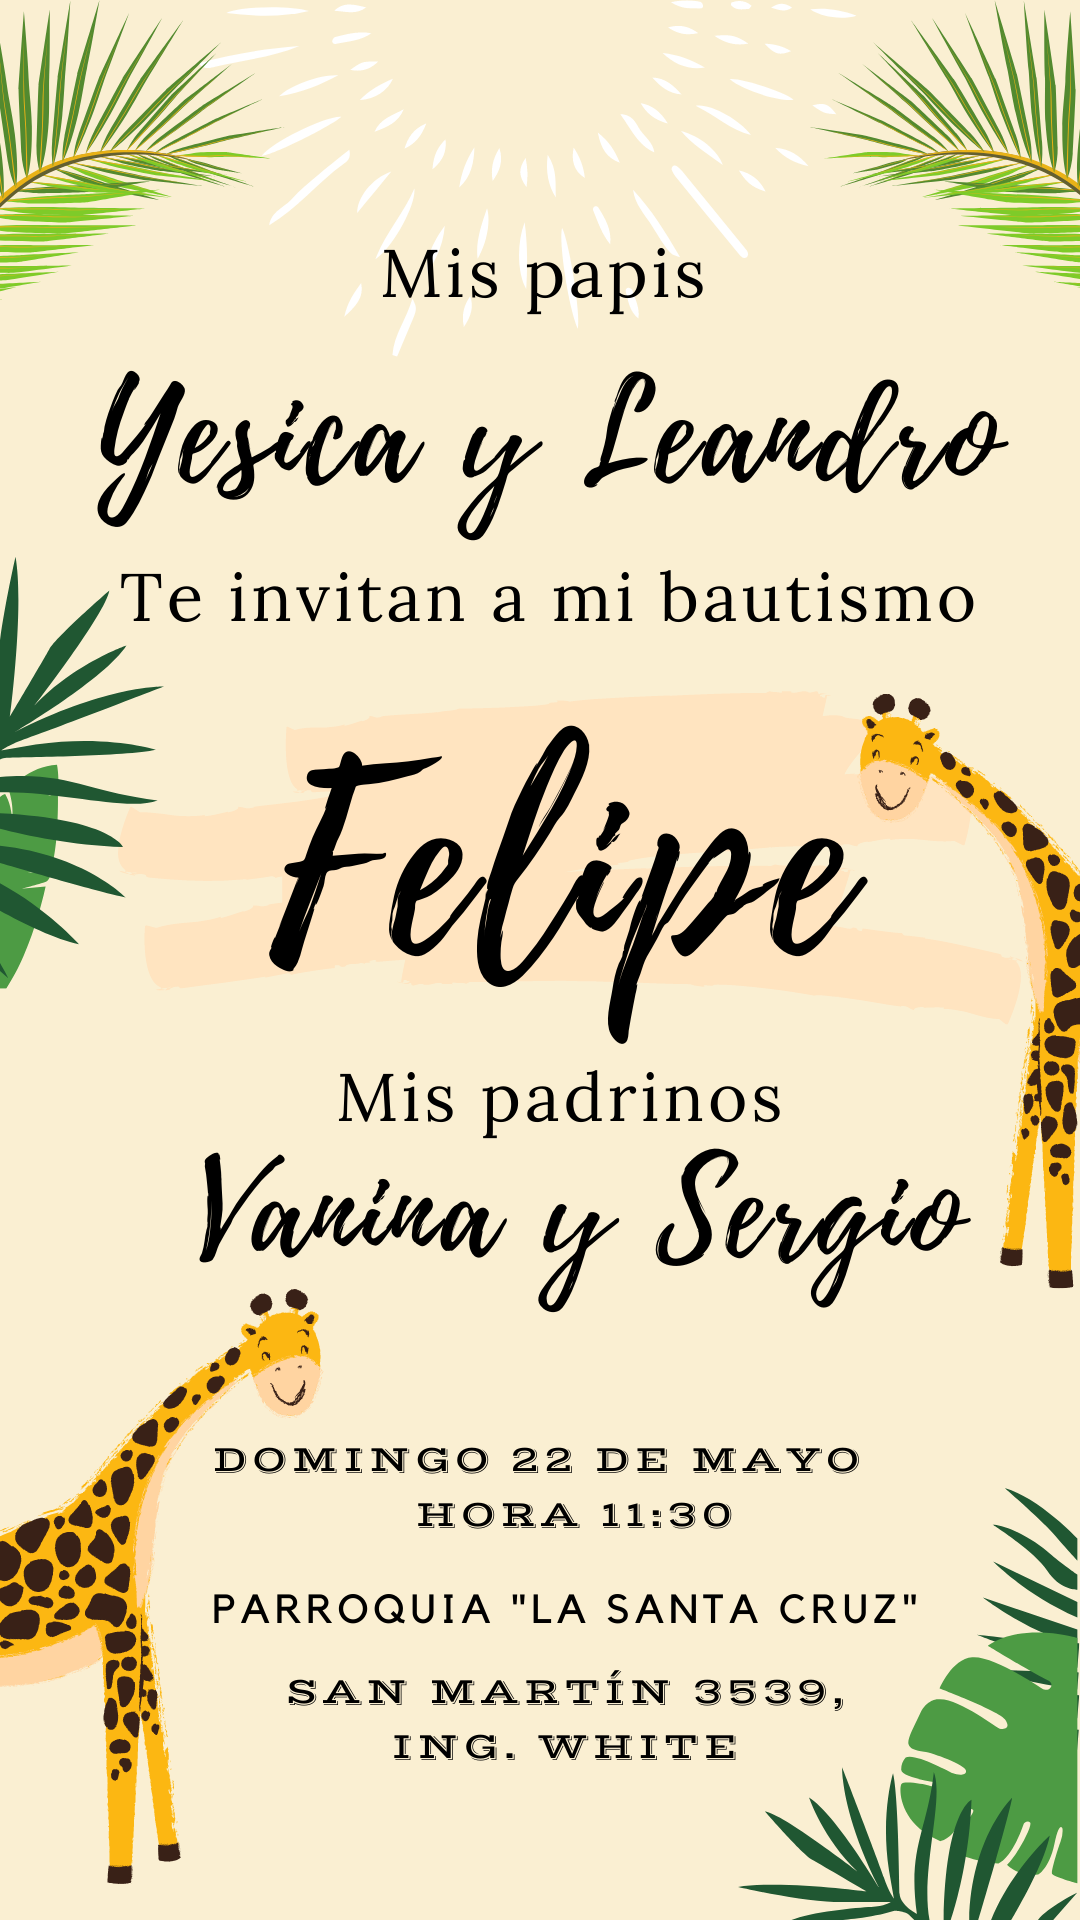 Mis papis
Yesica y Leandro
Te invitan a mi bautismo
Felipe
Mis padrinos
Vanina y Sergio
DOMINGO 22 DE MAYO
HORA 11:30
PARROQUIA "LA SANTA CRUZ"
SAN MARTÍN 3539,
ING. WHITE